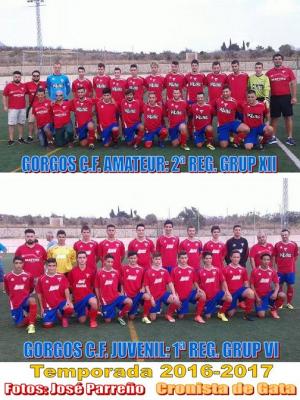 GORGOS C.F. AMATEUR: 2ª REG. GRUP XII
GORGOS C.F. JUVENIL: 1ª REG. GRUP VI
Temporada 2016-2017
Fotos: José Parreño Cronista de Gata